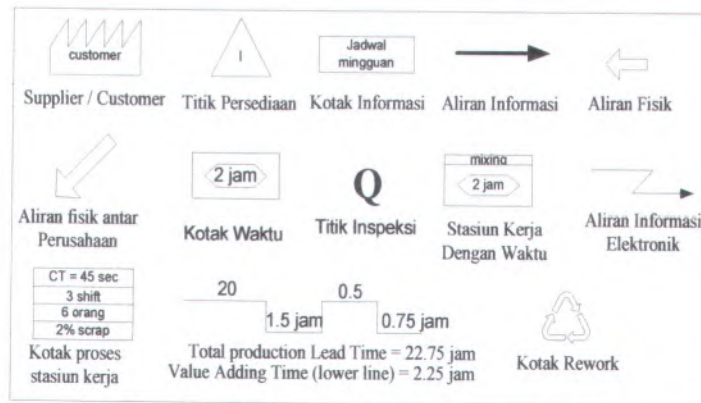 customer
Supplier / Customer
I
Titik Persediaan
Jadwal
mingguan
Kotak Informasi
Aliran Informasi
Aliran Fisik
Aliran fisik antar
Perusahaan
2 jam
Kotak Waktu
Q
Titik Inspeksi
mixing
2 jam
Stasiun Kerja
Dengan Waktu
Aliran Informasi
Elektronik
CT = 45 sec
3 shift
6 orang
2% scrap
Kotak proses
stasiun kerja
20
1.5 jam
0.5
0.75 jam
Total production Lead Time = 22.75 jam
Value Adding Time (lower line) = 2.25 jam
Kotak Rework